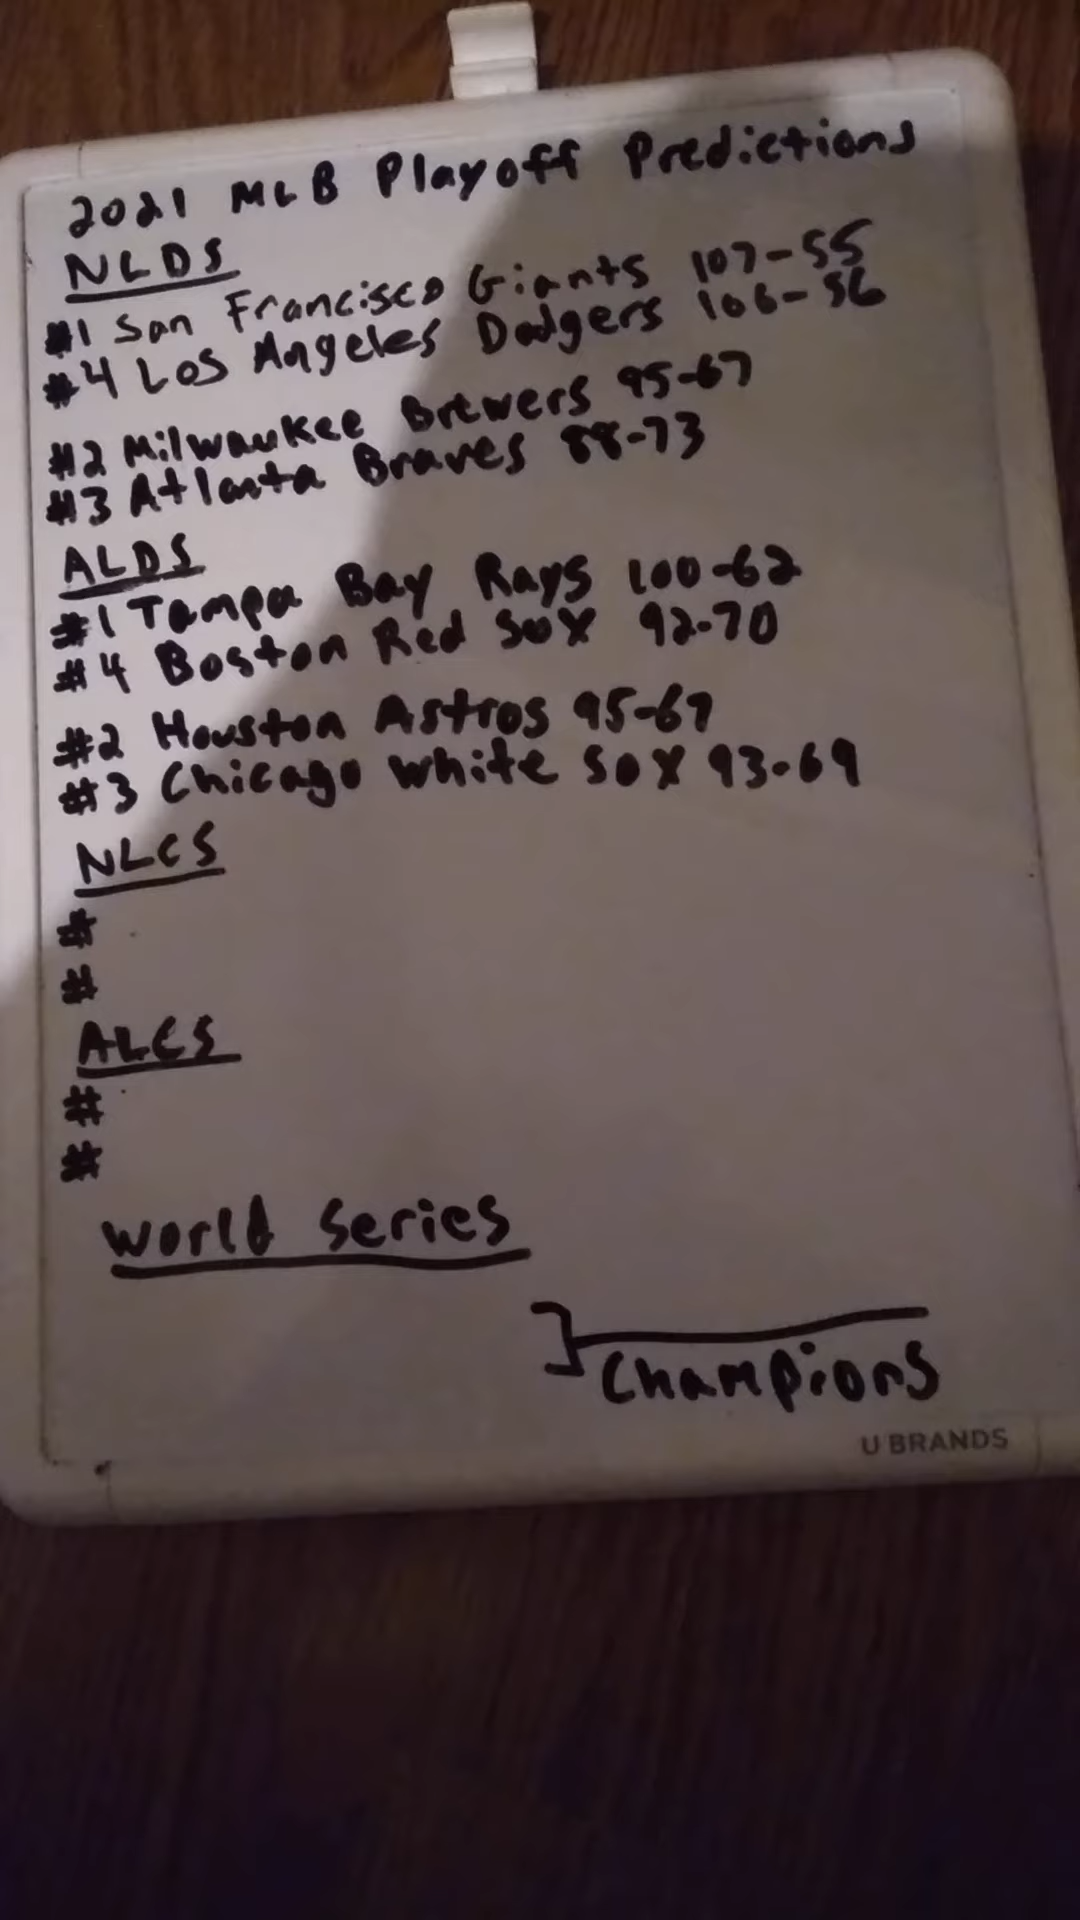 2021 MLB Playoff Predictions
NLDS
#1 San Francisco Giants 107-55
#4 Los Angeles Dodgers 106-56
#2 Milwaukee Brewers 95-67
#3 Atlanta Braves 88-73
ALDS
#1 Tampa Bay Rays 100-62
#4 Boston Red Sox 92-70
#2 Houston Astros 95-67
#3 Chicago White Sox 93-69
NLCS
#
#
ALCS
#
#
World Series
Champions
U BRANDS